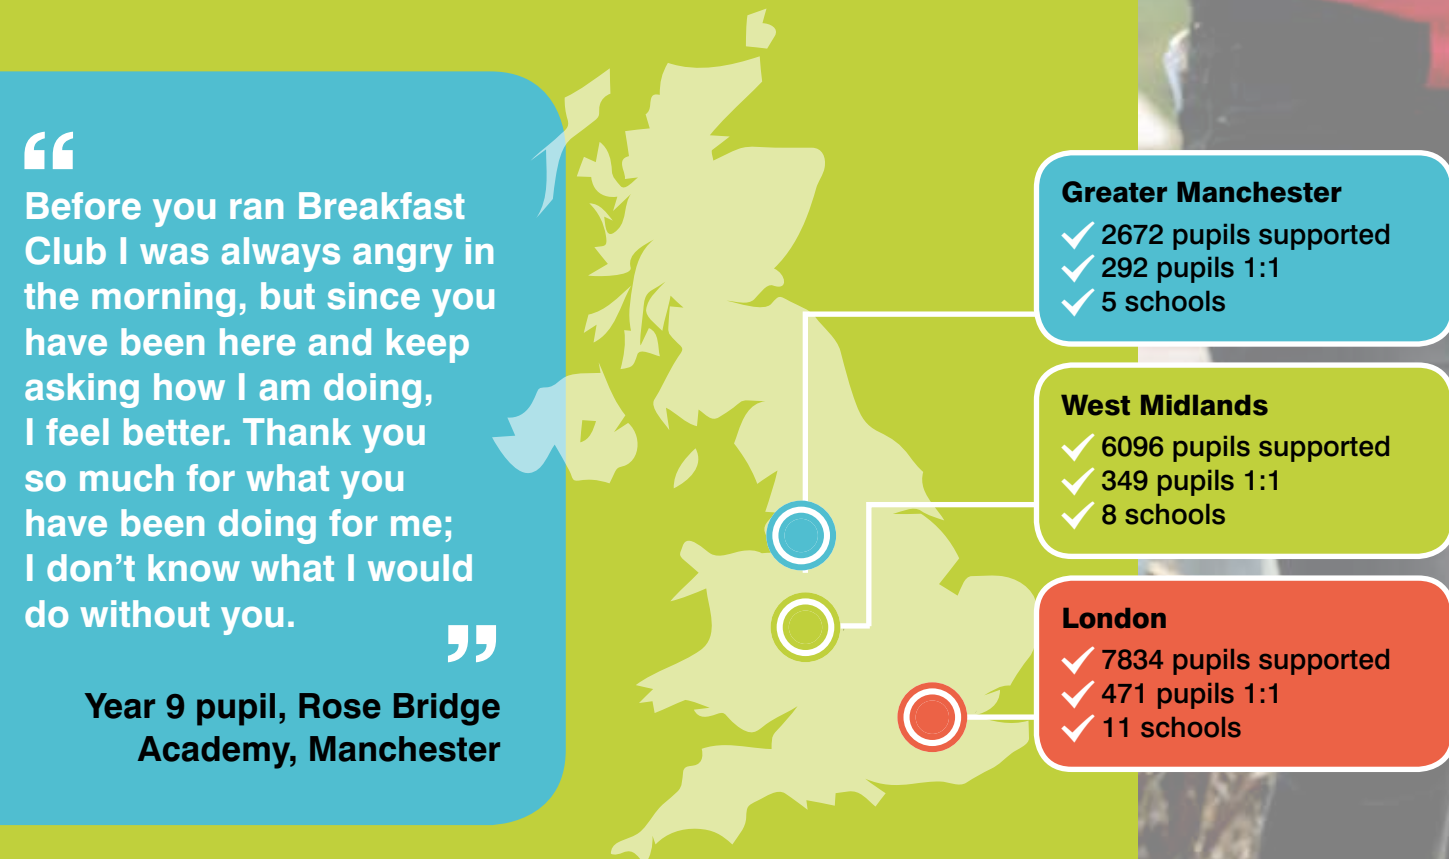 “
Before you ran Breakfast
Club I was always angry in
the morning, but since you
have been here and keep
asking how I am doing,
I feel better. Thank you
so much for what you
have been doing for me;
I don’t know what I would
do without you.
”
Year 9 pupil, Rose Bridge
Academy, Manchester
Greater Manchester
✓ 2672 pupils supported
✓ 292 pupils 1:1
✓ 5 schools
West Midlands
✓ 6096 pupils supported
✓ 349 pupils 1:1
✓ 8 schools
London
✓ 7834 pupils supported
✓ 471 pupils 1:1
✓ 11 schools